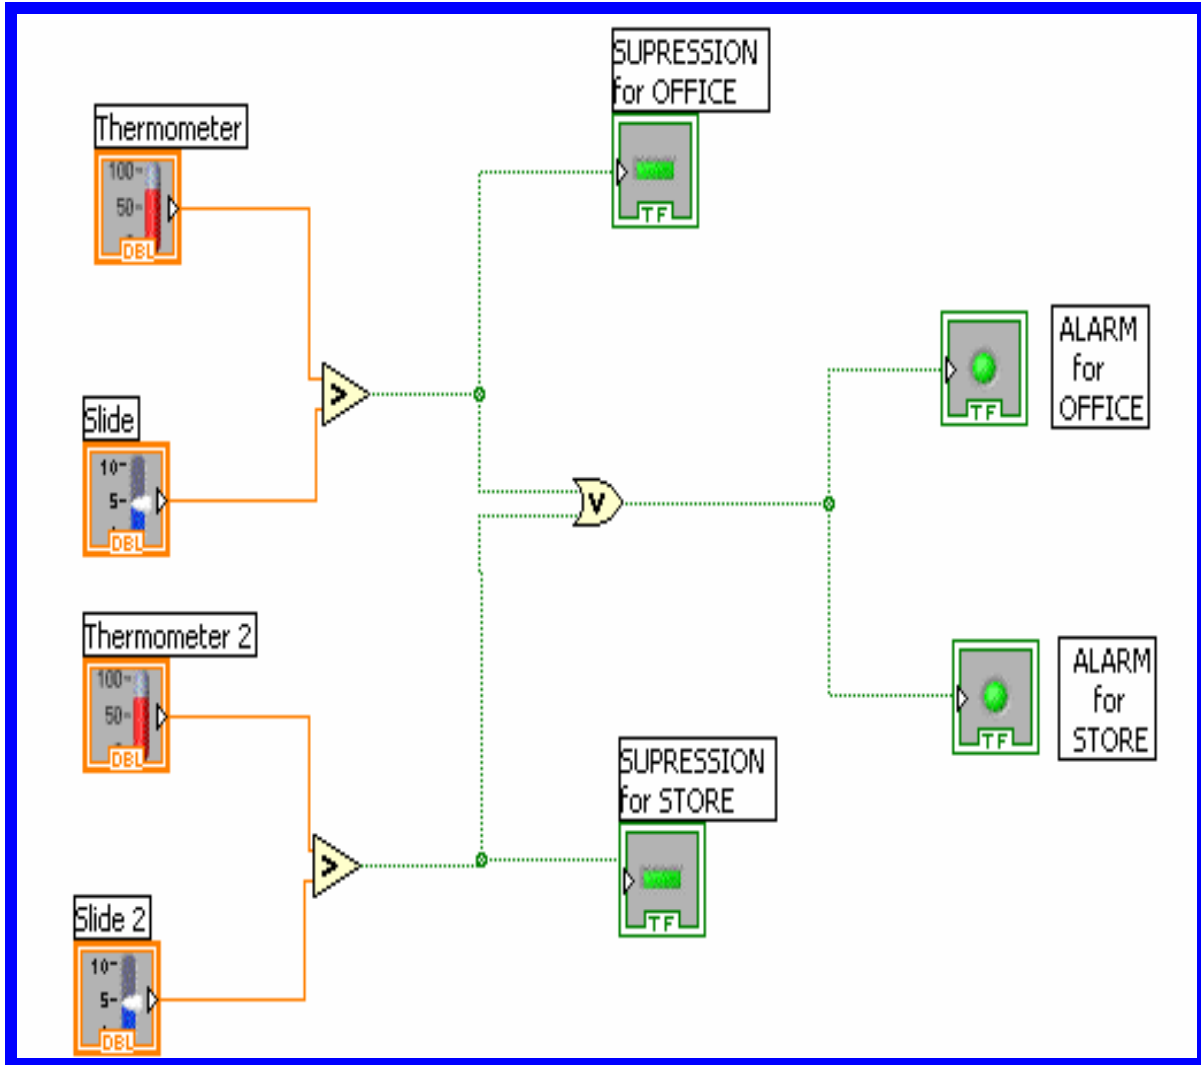 SUPRESSION
for OFFICE
TF
Thermometer
100-
50-
DBL
ALARM
for
OFFICE
TF
>
Slide
10-
5-
DBL
V
Thermometer 2
100-
50-
DBL
ALARM
for
STORE
TF
SUPRESSION
for STORE
TF
>
Slide 2
10-
5-
DBL